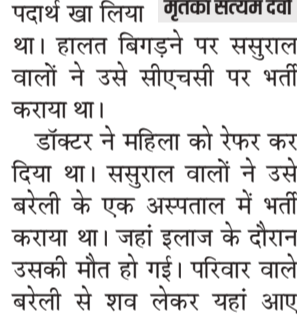 पदार्थ खा लिया
मृतका सत्यम देवी
था। हालत बिगड़ने पर ससुराल
वालों ने उसे सीएचसी पर भर्ती
कराया था।
डॉक्टर ने महिला को रेफर कर
दिया था। ससुराल वालों ने उसे
बरेली के एक अस्पताल में भर्ती
कराया था। जहां इलाज के दौरान
उसकी मौत हो गई। परिवार वाले
बरेली से शव लेकर यहां आए